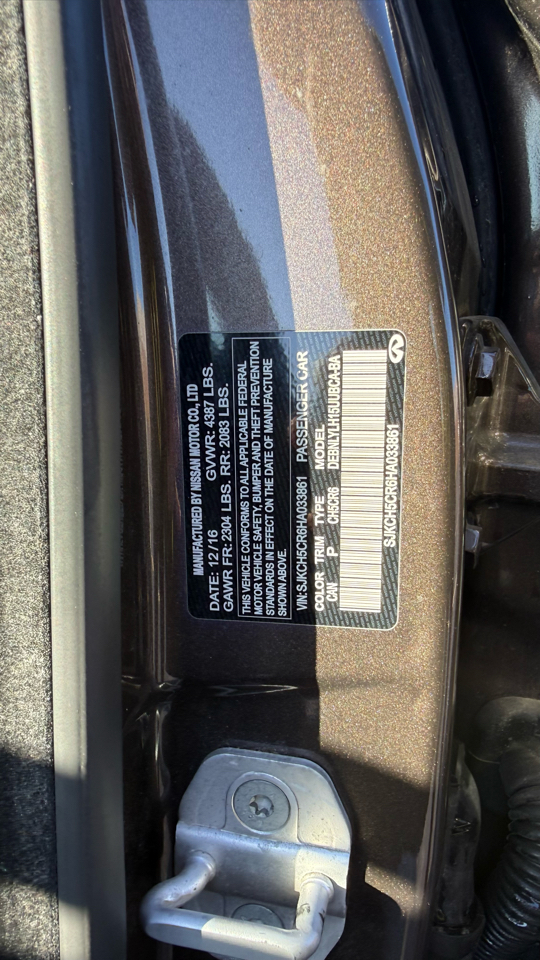 MANUFACTURED BY NISSAN MOTOR CO., LTD
DATE: 12/16 GVWR: 4387 LBS.
GAWR FR: 2304 LBS. RR: 2083 LBS.
THIS VEHICLE CONFORMS TO ALL APPLICABLE FEDERAL
MOTOR VEHICLE SAFETY, BUMPER AND THEFT PREVENTION
STANDARDS IN EFFECT ON THE DATE OF MANUFACTURE
SHOWN ABOVE.
VIN: SJKCH5CR6HA033861 PASSENGER CAR
COLOR TRIM TYPE MODEL
CAN P CH5CR6 DEBNLYLH15UUBCA-BA
SJKCH5CR6HA033861